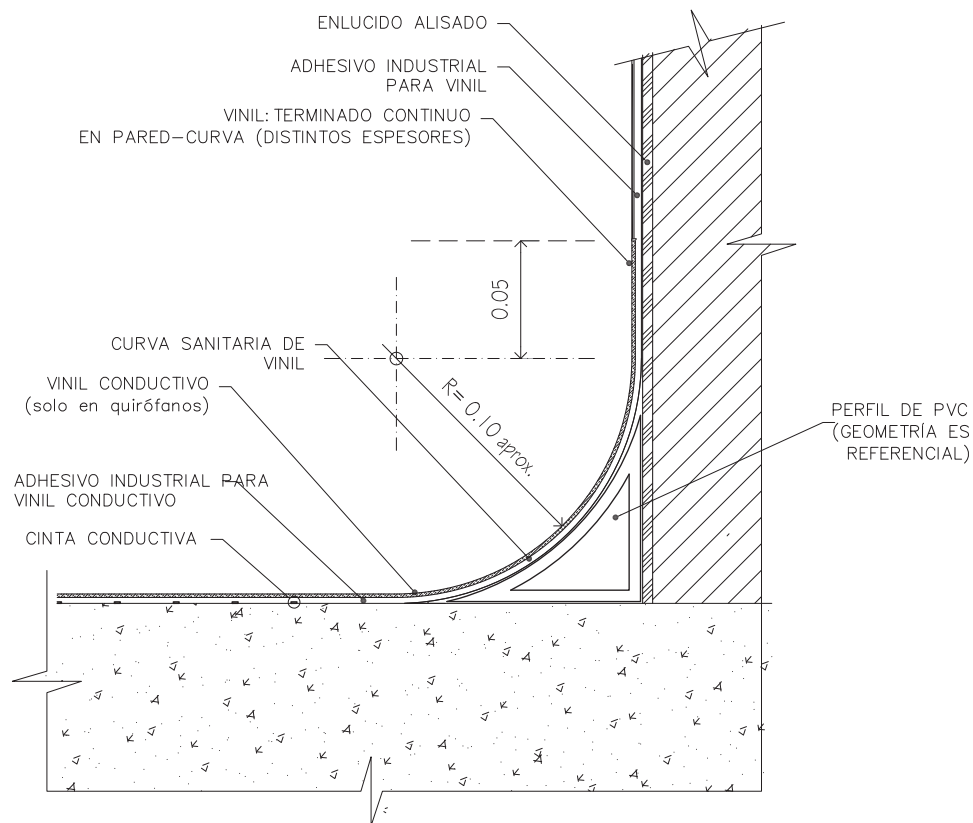 ENLUCIDO ALISADO
ADHESIVO INDUSTRIAL
PARA VINIL
VINIL: TERMINADO CONTINUO
EN PARED-CURVA (DISTINTOS ESPESORES)
0.05
CURVA SANITARIA DE
VINIL
VINIL CONDUCTIVO
(solo en quirófanos)
R= 0.10 aprox.
PERFIL DE PVC
(GEOMETRÍA ES
REFERENCIAL)
ADHESIVO INDUSTRIAL PARA
VINIL CONDUCTIVO
CINTA CONDUCTIVA